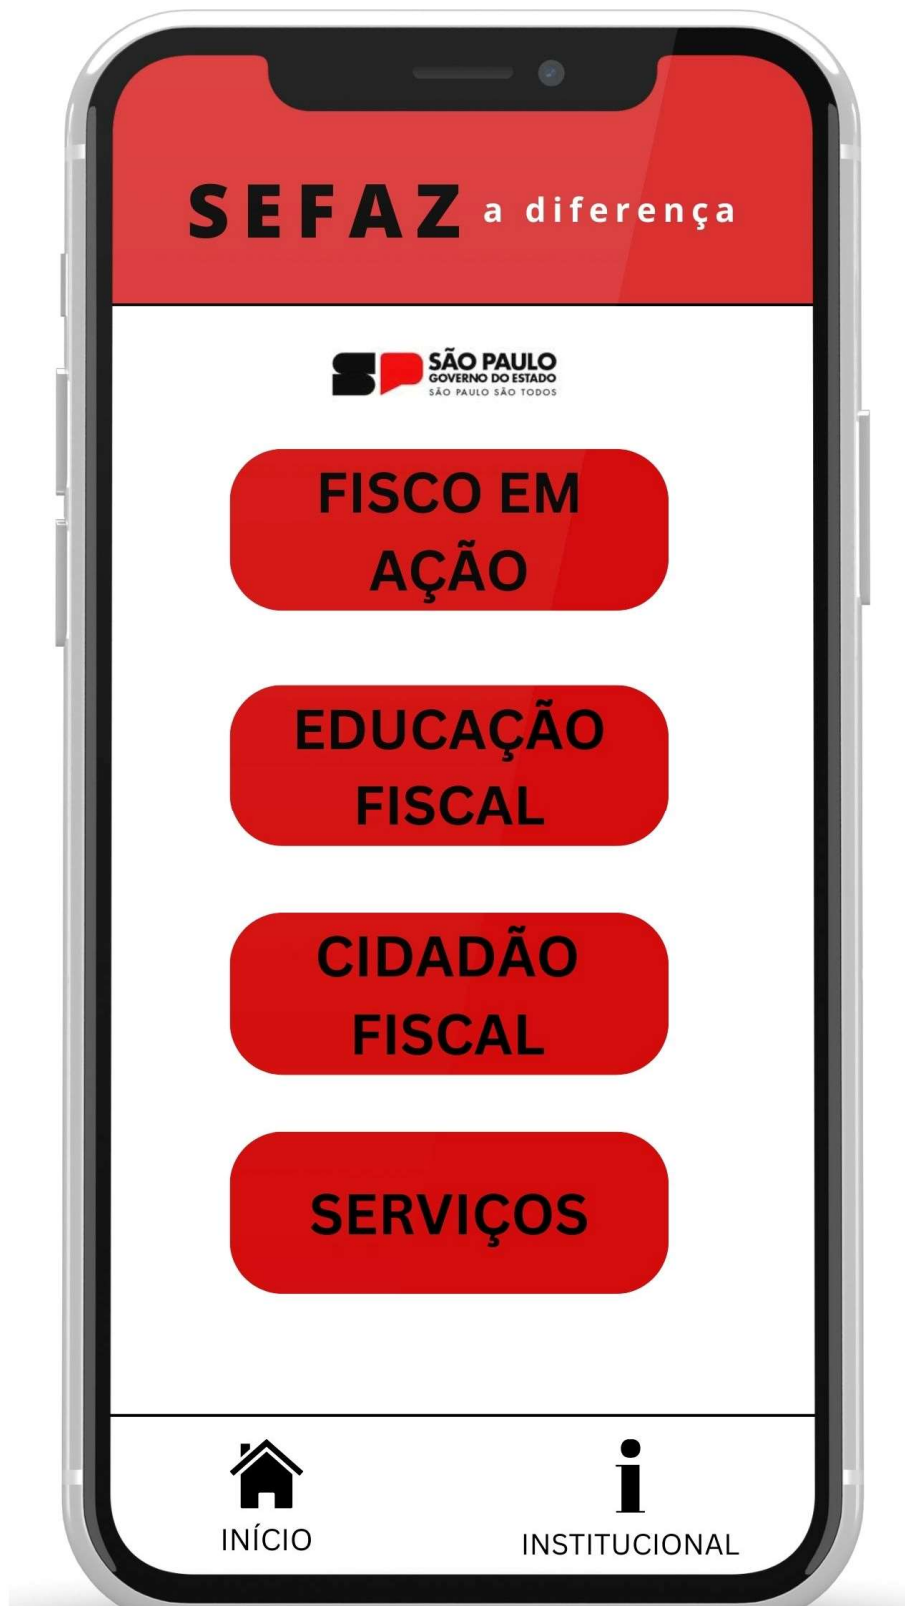 SEFAZ a diferença
SÃO PAULO
GOVERNO DO ESTADO
SÃO PAULO SÃO TODOS
FISCO EM
AÇÃO
EDUCAÇÃO
FISCAL
CIDADÃO
FISCAL
SERVIÇOS
INÍCIO
INSTITUCIONAL